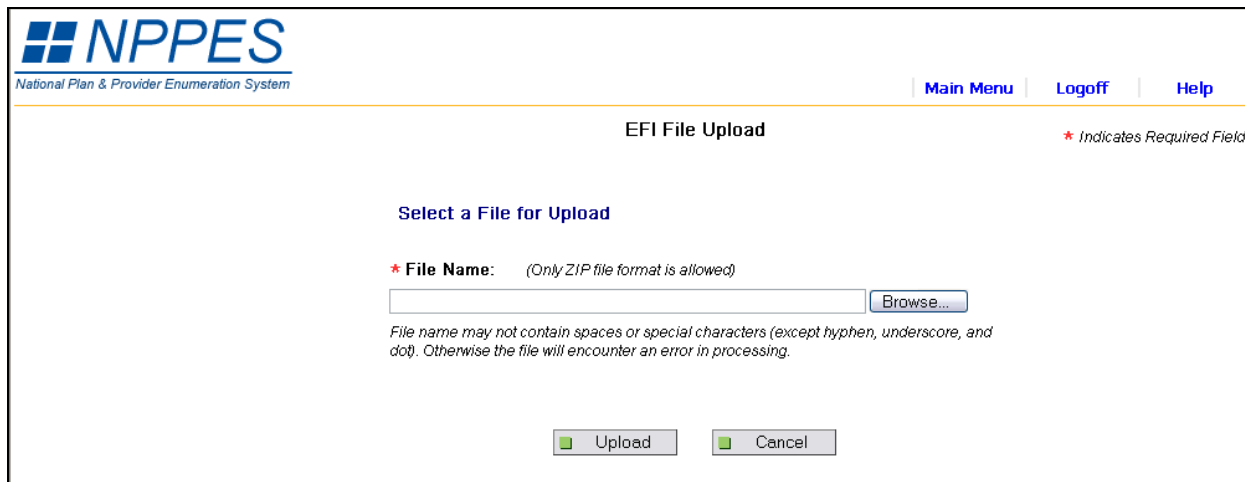 NPPES
National Plan & Provider Enumeration System
Main Menu Logoff Help
EFI File Upload
* Indicates Required Field
Select a File for Upload
* File Name: (Only ZIP file format is allowed)
Browse...
File name may not contain spaces or special characters (except hyphen, underscore, and
dot). Otherwise the file will encounter an error in processing.
Upload Cancel